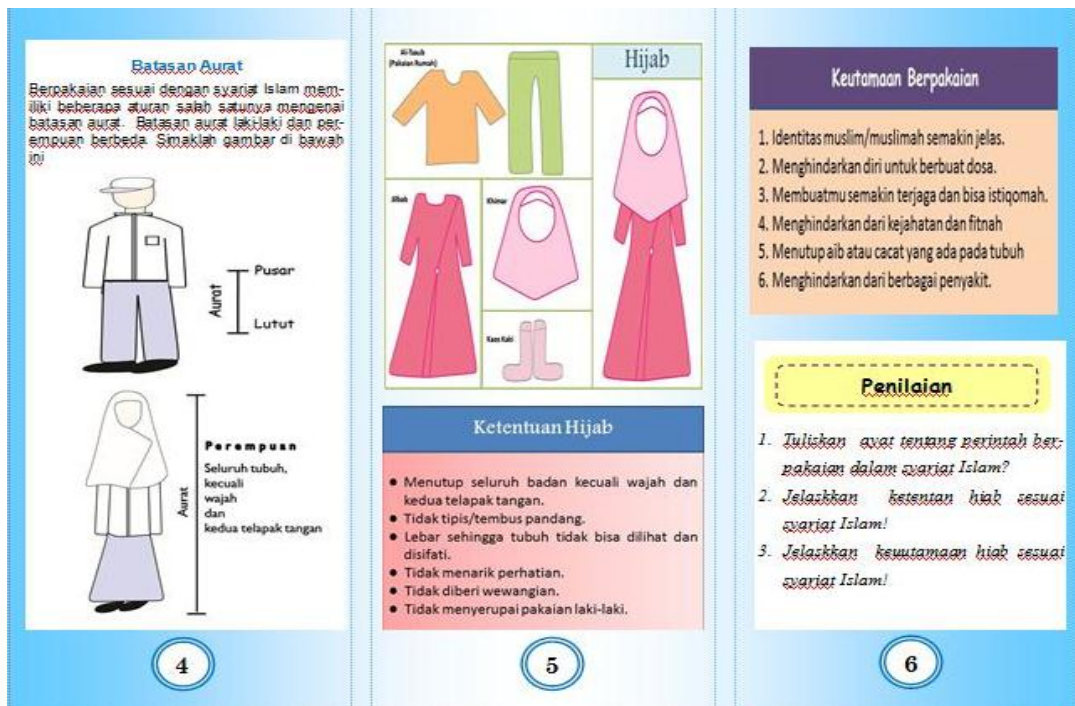 Batasan Aurat
Berpakaian sesuai dengan syariat Islam mem-
iliki beberapa aturan salah satunya mengenai
batasan aurat. Batasan aurat laki-laki dan per-
empuan berbeda. Simaklah gambar di bawah
ini
Pusar
Aurat
Lutut
Perempuan
Seluruh tubuh,
kecuali
wajah
dan
kedua telapak tangan
Aurat
4
Al-Tsaub
(Pakaian Rumah)
Hijab
Jilbab
Khimar
Kaos Kaki
Ketentuan Hijab
● Menutup seluruh badan kecuali wajah dan
kedua telapak tangan.
● Tidak tipis/tembus pandang.
● Lebar sehingga tubuh tidak bisa dilihat dan
disifati.
● Tidak menarik perhatian.
● Tidak diberi wewangian.
● Tidak menyerupai pakaian laki-laki.
5
Keutamaan Berpakaian
1. Identitas muslim/muslimah semakin jelas.
2. Menghindarkan diri untuk berbuat dosa.
3. Membuatmu semakin terjaga dan bisa istiqomah.
4. Menghindarkan dari kejahatan dan fitnah
5. Menutup aib atau cacat yang ada pada tubuh
6. Menghindarkan dari berbagai penyakit.
Penilaian
1. Tuliskan ayat tentang perintah ber-
pakaian dalam syariat Islam?
2. Jelaskkan ketentan hiab sesuai
syariat Islam!
3. Jelaskkan keuutamaan hiab sesuai
syariat Islam!
6